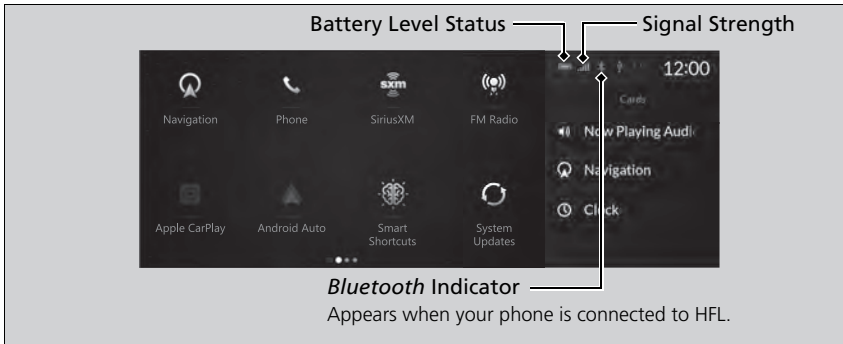 Battery Level Status
Signal Strength
12:00
Cards
sxm
Navigation
Phone
SiriusXM
FM Radio
Now Playing Audi
Navigation
Clock
Apple CarPlay
Android Auto
Smart
Shortcuts
System
Updates
Bluetooth Indicator
Appears when your phone is connected to HFL.